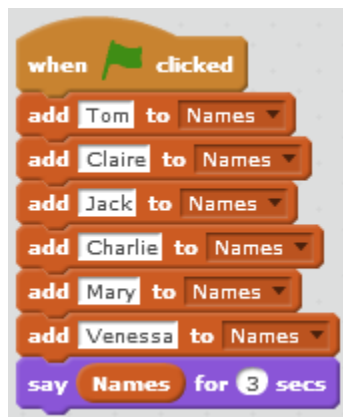 when clicked
add Tom to Names
add Claire to Names
add Jack to Names
add Charlie to Names
add Mary to Names
add Venessa to Names
say Names for 3 secs